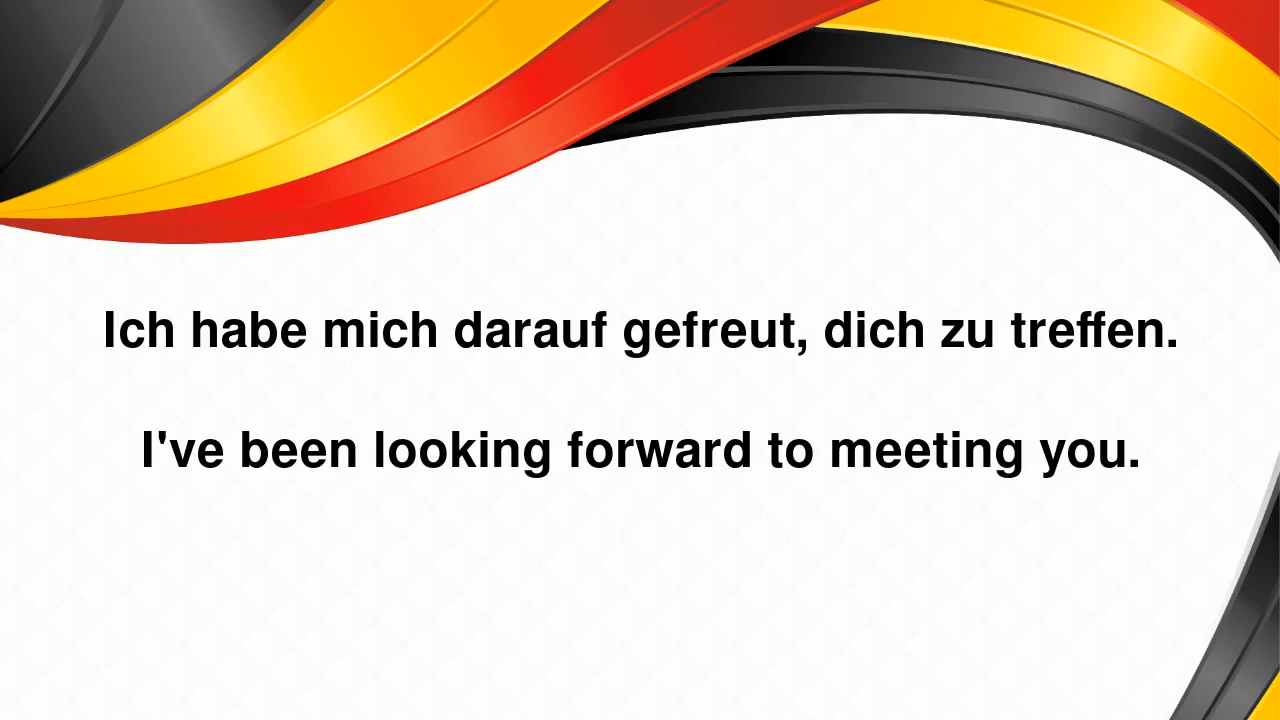 Ich habe mich darauf gefreut, dich zu treffen.
I've been looking forward to meeting you.